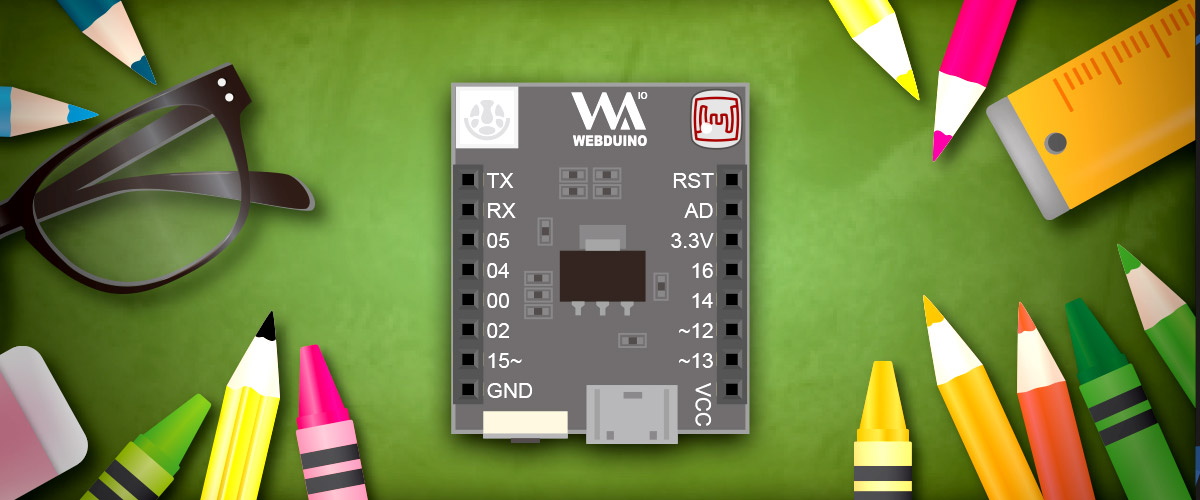 WA IO
WEBDUINO
TX RST
RX AD
05 3.3V
04 16
00 14
02 ~12
15~ ~13
GND VCC